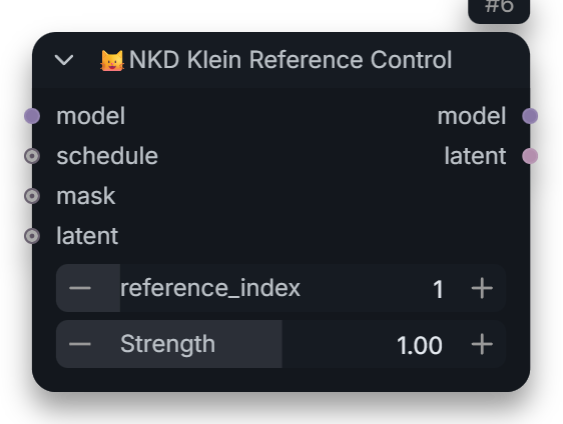 #6
NKD Klein Reference Control
model model
schedule latent
mask
latent
reference_index 1
Strength 1.00